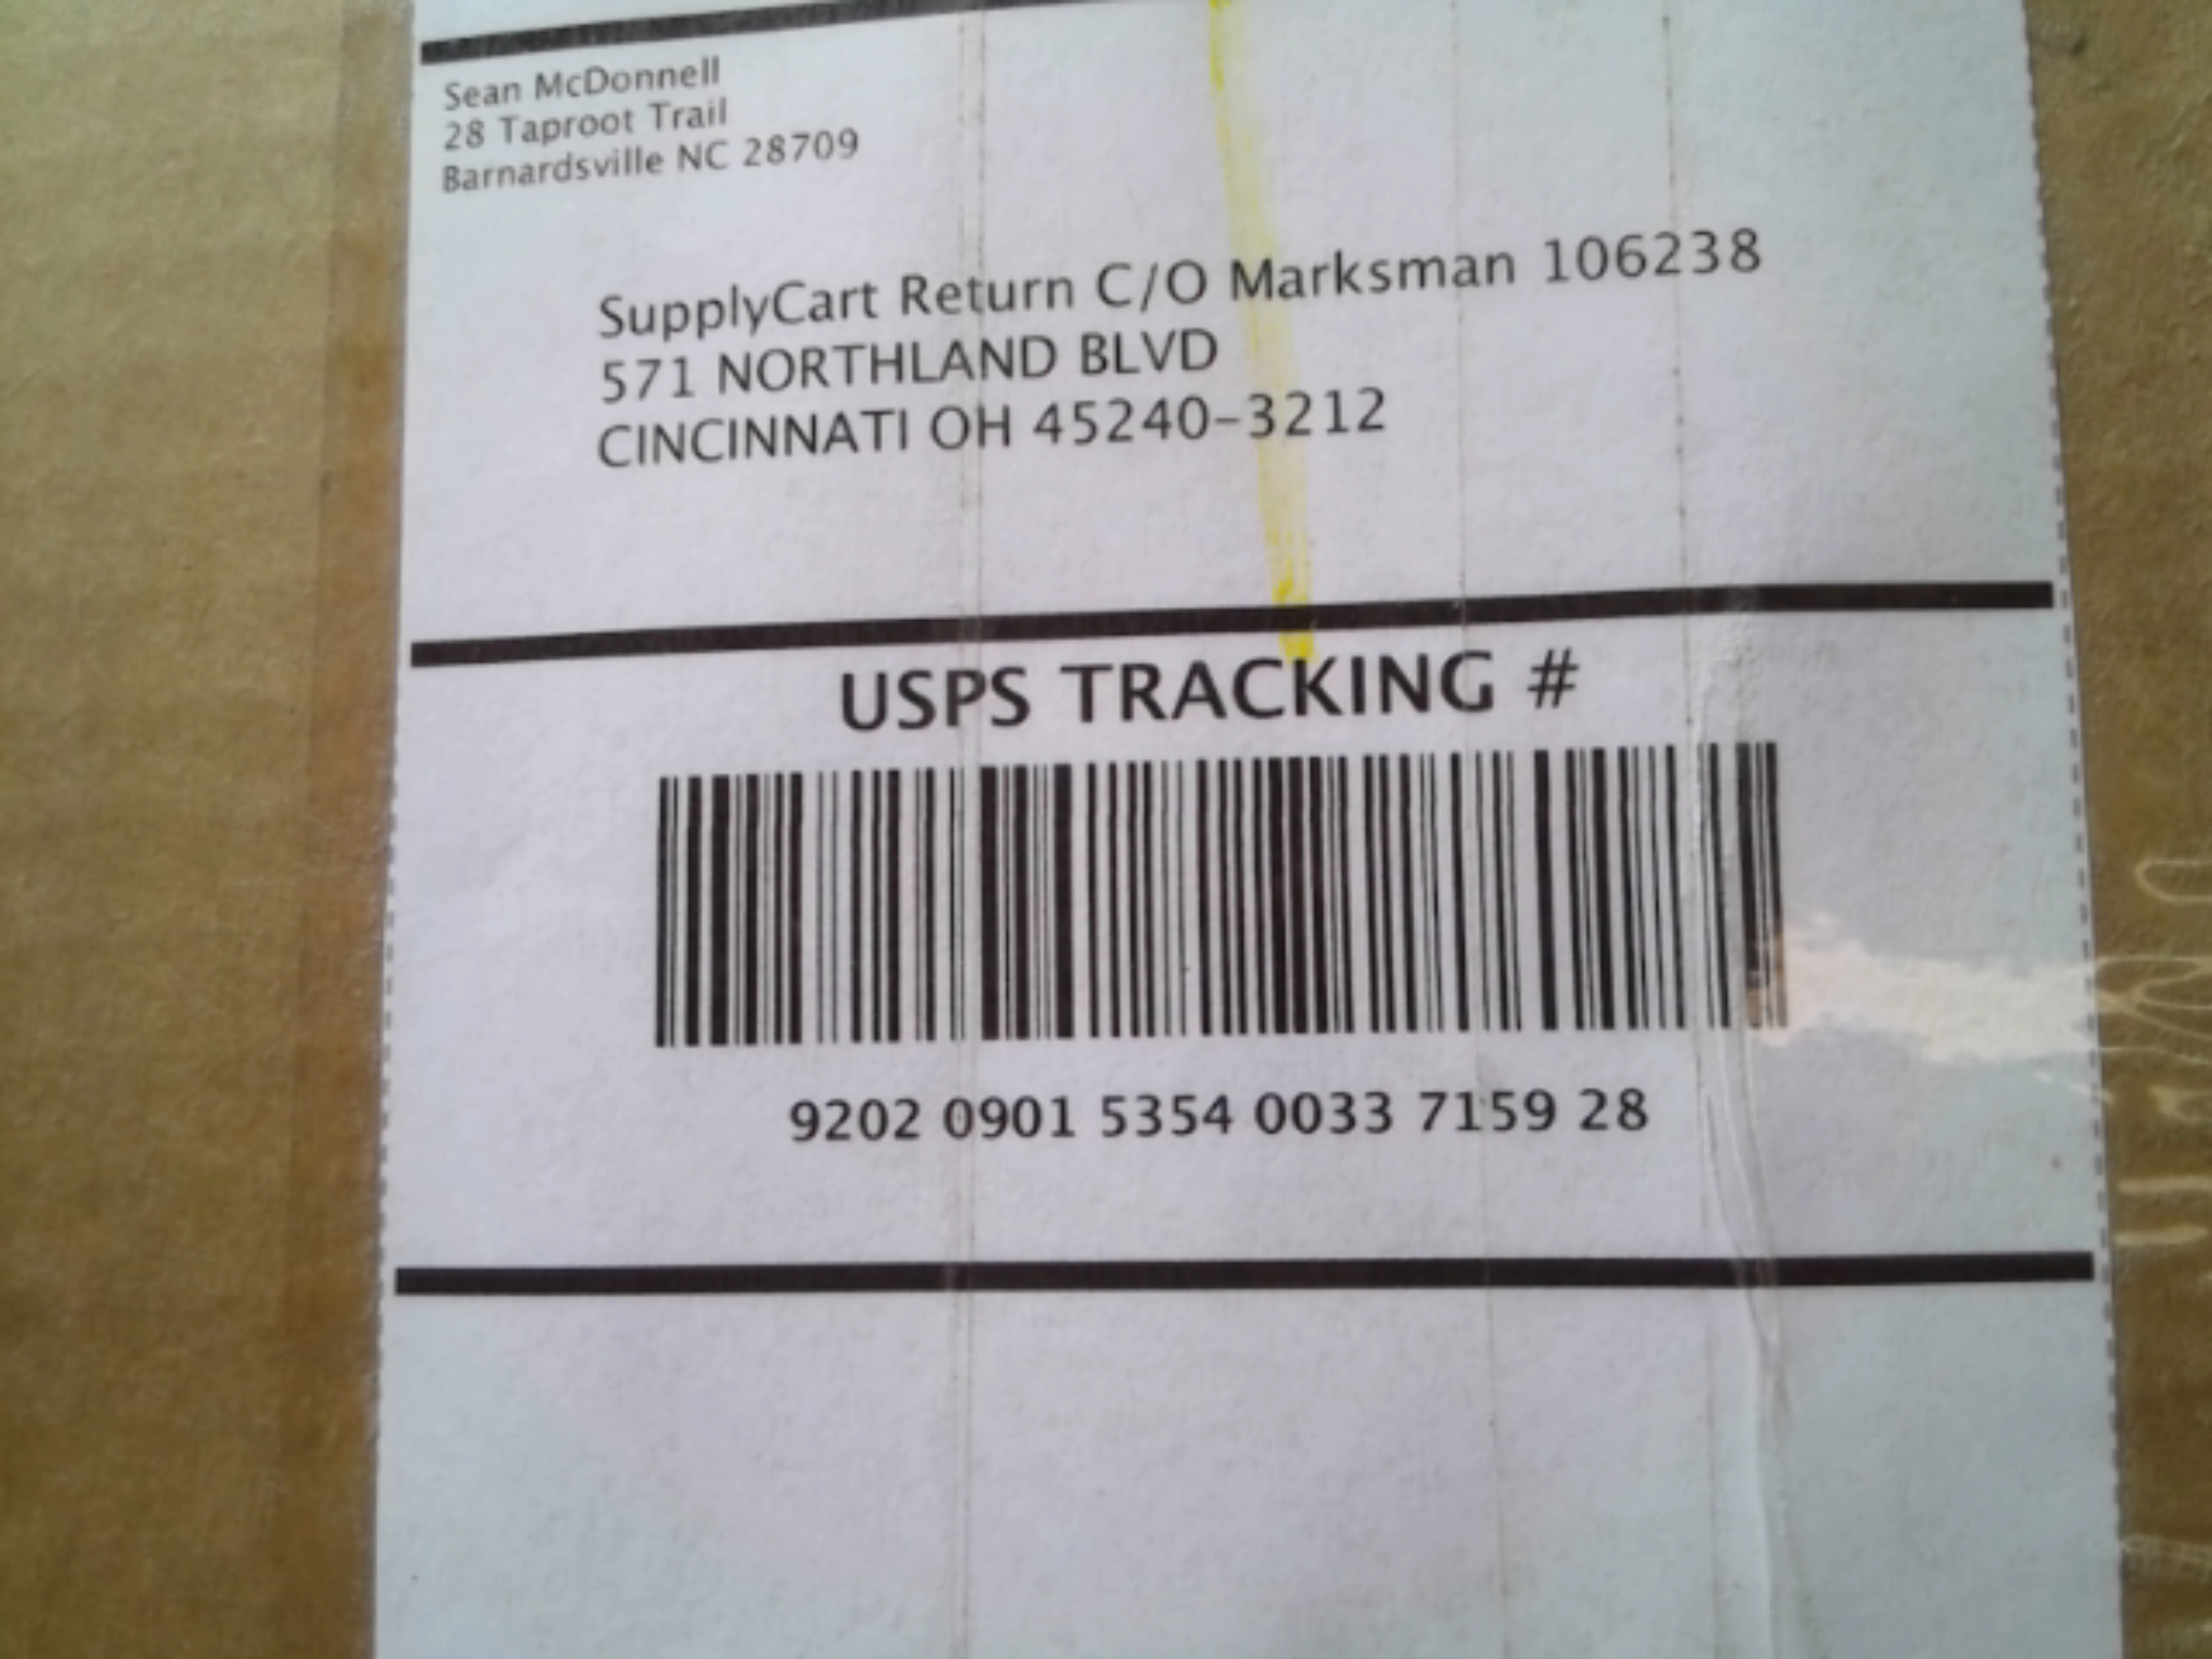 Sean McDonnell
28 Taproot Trail
Barnardsville NC 28709
SupplyCart Return C/O Marksman 106238
571 NORTHLAND BLVD
CINCINNATI OH 45240-3212
USPS TRACKING #
9202 0901 5354 0033 7159 28